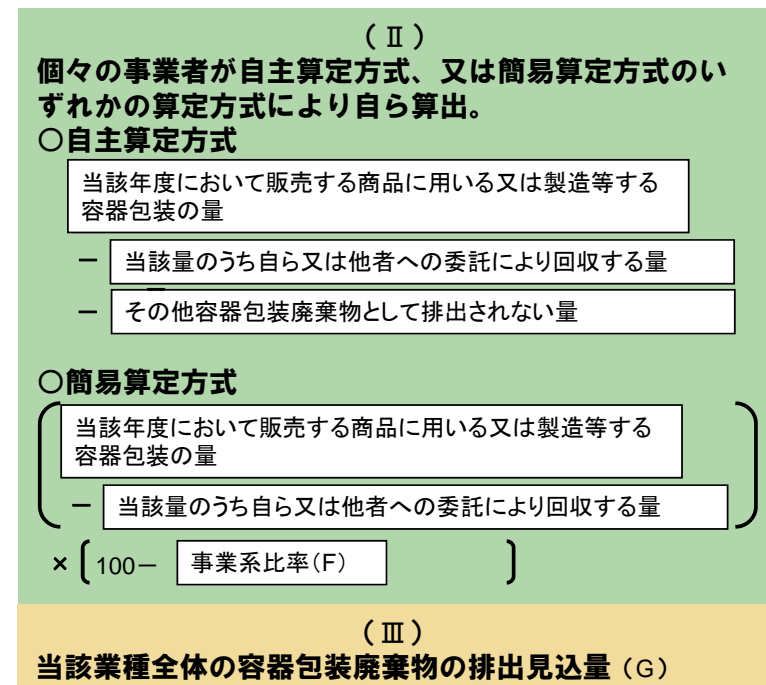 （Ⅱ）
個々の事業者が自主算定方式、又は簡易算定方式のい
ずれかの算定方式により自ら算出。
○自主算定方式
当該年度において販売する商品に用いる又は製造等する
容器包装の量
－ 当該量のうち自ら又は他者への委託により回収する量
－ その他容器包装廃棄物として排出されない量
○簡易算定方式
当該年度において販売する商品に用いる又は製造等する
容器包装の量
－ 当該量のうち自ら又は他者への委託により回収する量
×〔100－ 事業系比率（F）〕
（Ⅲ）
当該業種全体の容器包装廃棄物の排出見込量（G）